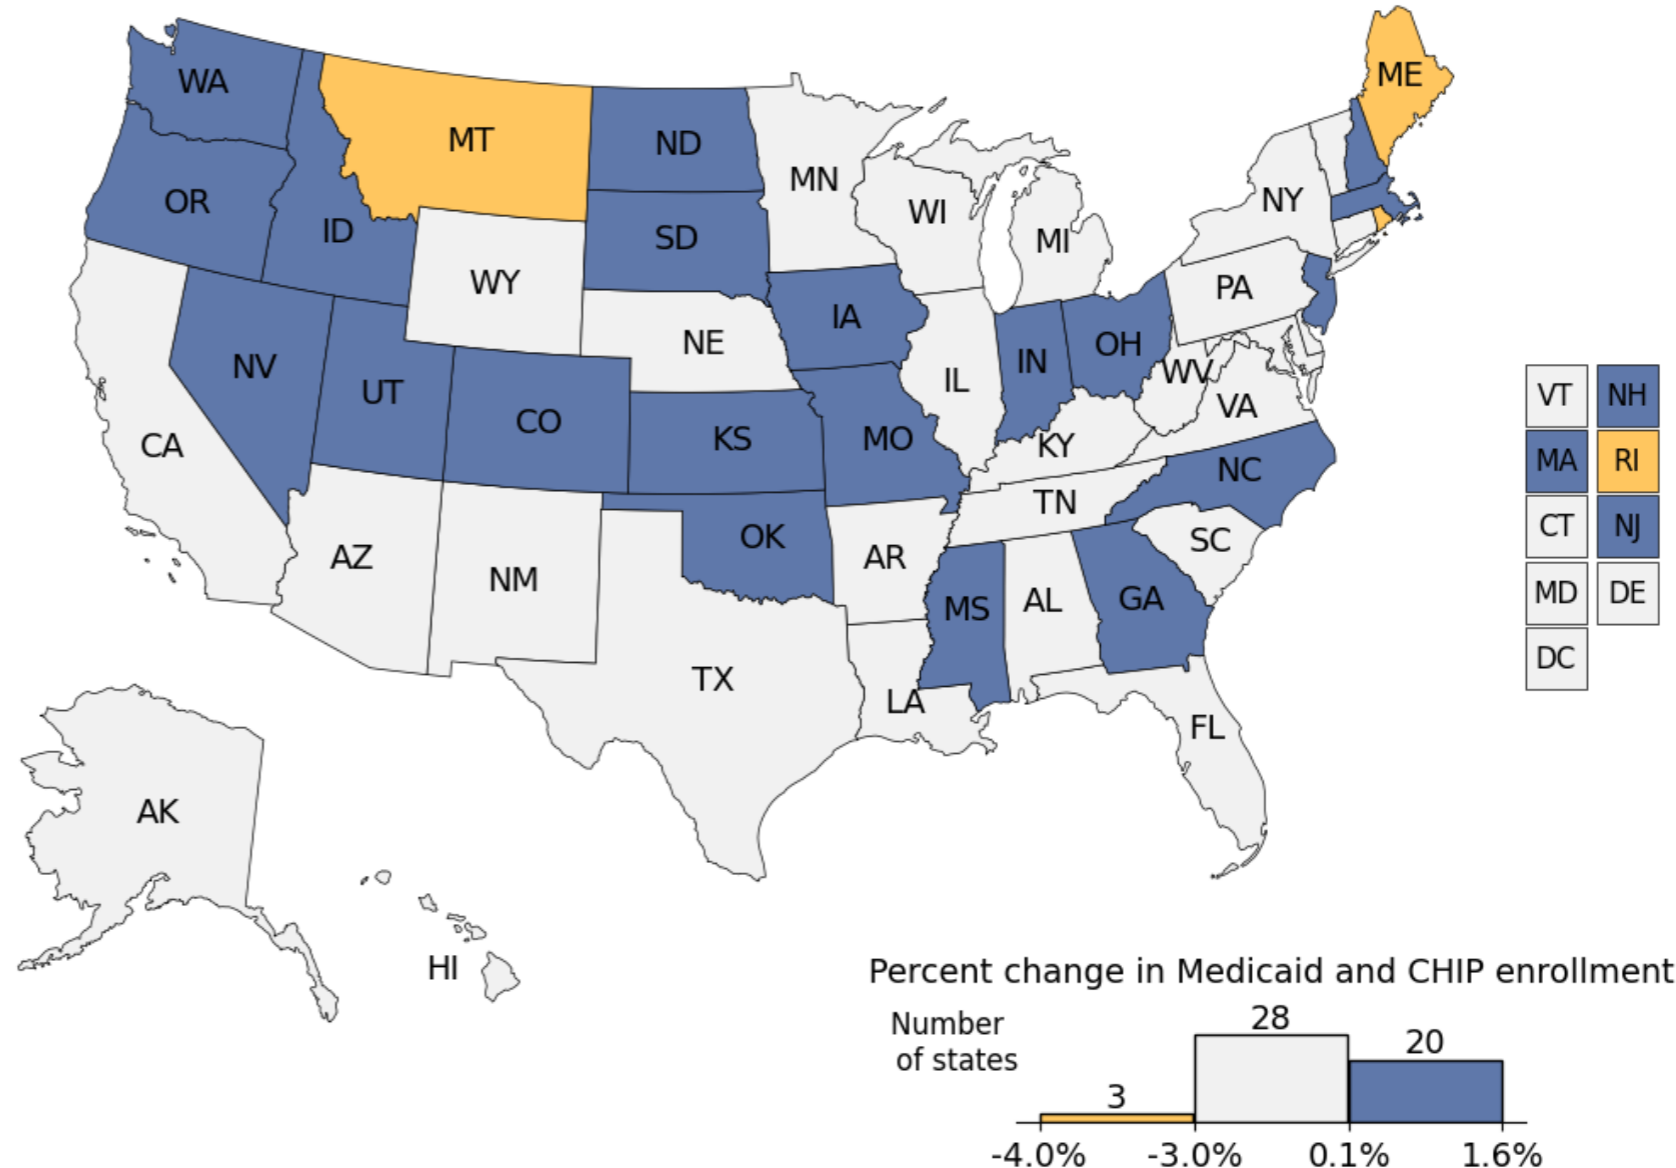 WA
ME
MT
ND
MN
OR
ID
SD
WI
MI
NY
WY
PA
NE
IA
NV
UT
CO
IN
OH
WV
IL
VA
VT NH
CA
KS
MO
KY
MA RI
NC
TN
OK
AZ
NM
AR
SC
CT NJ
MS
AL
GA
MD DE
TX
LA
FL
DC
AK
HI
Percent change in Medicaid and CHIP enrollment
Number
of states
28
20
3
-4.0% -3.0% 0.1% 1.6%